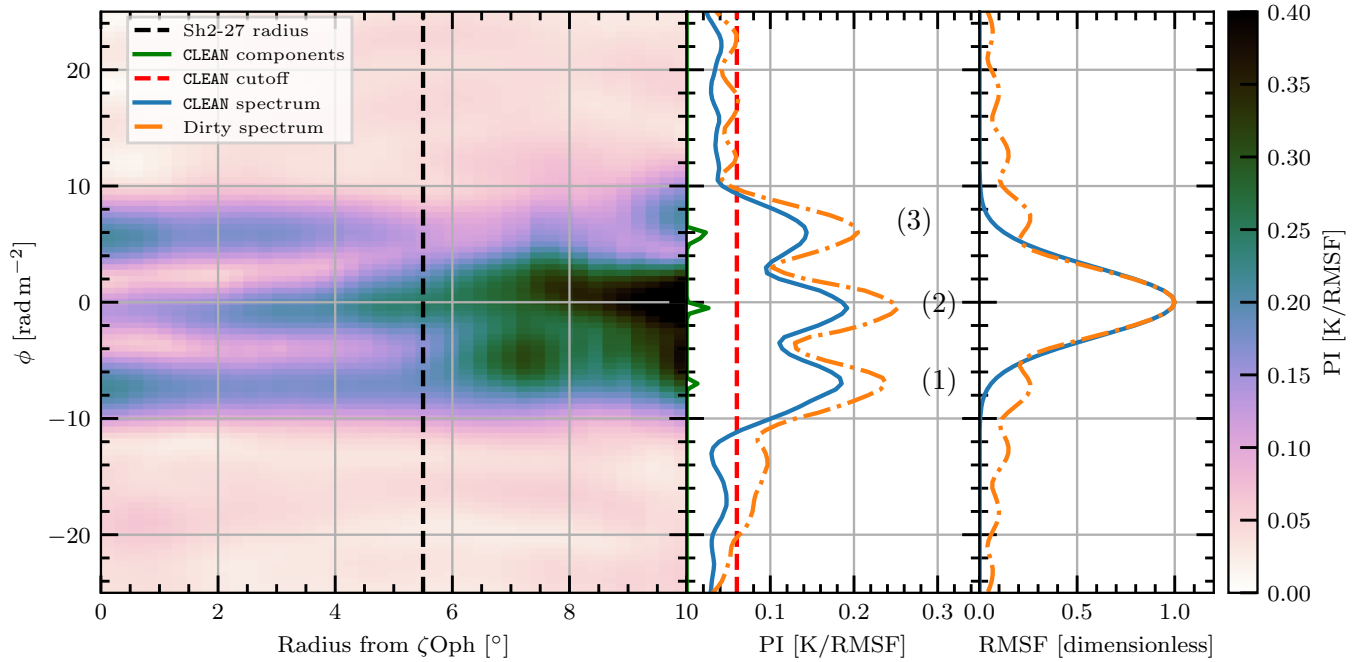 Sh2-27 radius
CLEAN components
CLEAN cutoff
CLEAN spectrum
Dirty spectrum
20
10
0
−10
−20
ϕ [rad m−2]
0 2 4 6 8 10
Radius from ζOph [°]
(3)
(2)
(1)
0.1 0.2 0.3
PI [K/RMSF]
0.0 0.5 1.0
RMSF [dimensionless]
0.40
0.35
0.30
0.25
0.20
0.15
0.10
0.05
0.00
PI [K/RMSF]